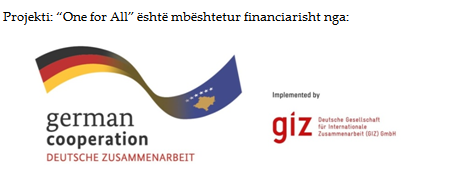 Projekti: “One for All” është mbështetur financiarisht nga:
german
cooperation
DEUTSCHE ZUSAMMENARBEIT
Implemented by
giz
Deutsche Gesellschaft
für Internationale
Zusammenarbeit (GIZ) GmbH